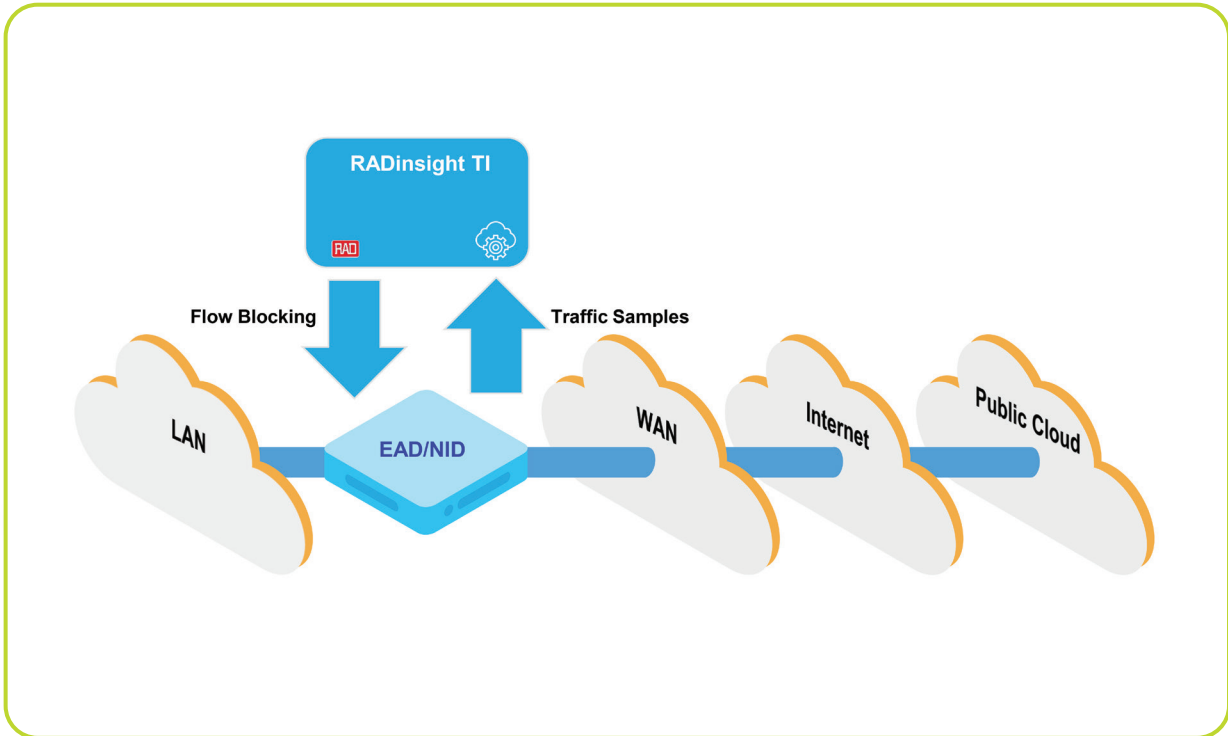 RADinsight TI
RAD
Flow Blocking
Traffic Samples
LAN
EAD/NID
WAN
Internet
Public Cloud